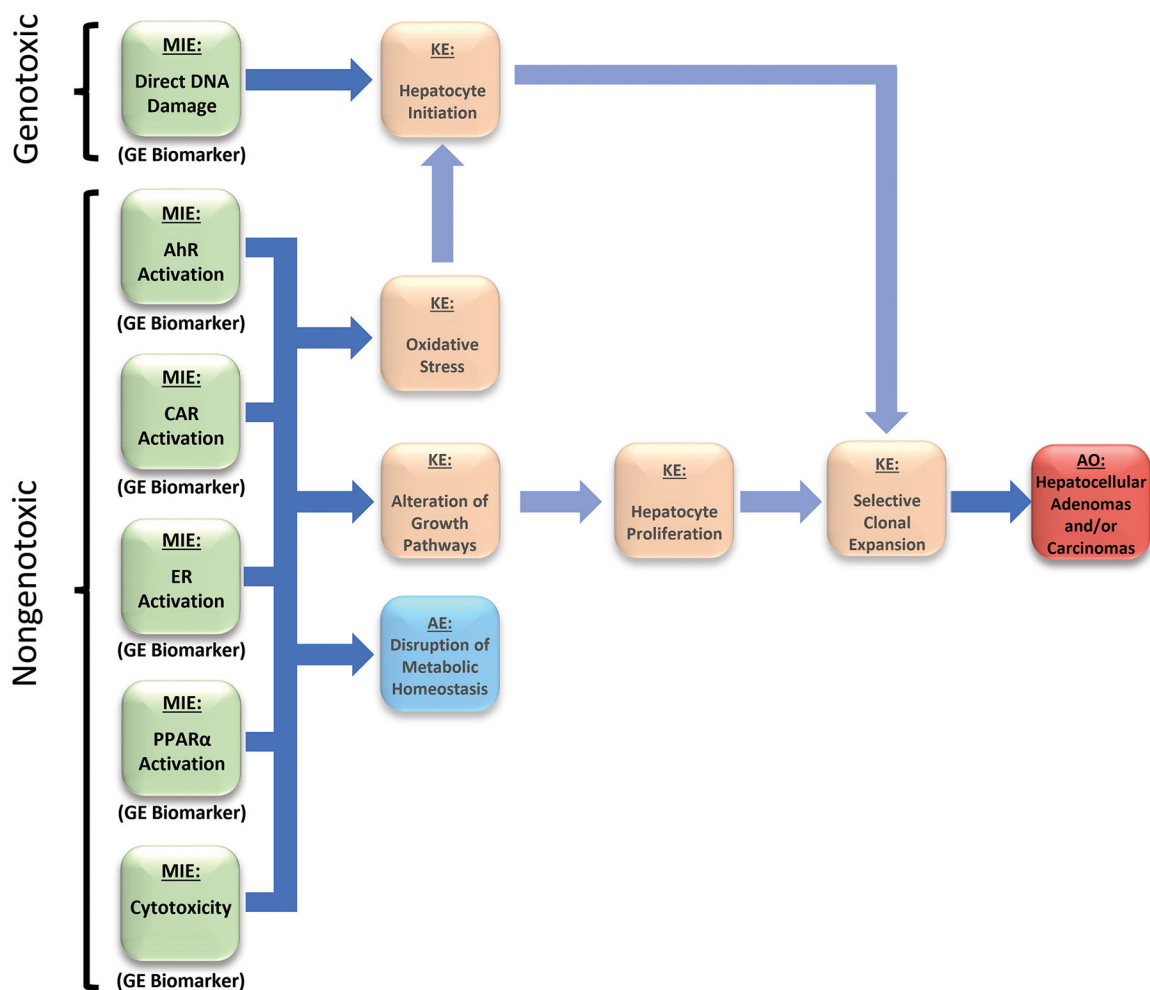 Genotoxic
MIE:
Direct DNA
Damage
(GE Biomarker)
KE:
Hepatocyte
Initiation
Nongenotoxic
MIE:
AhR
Activation
(GE Biomarker)
MIE:
CAR
Activation
(GE Biomarker)
MIE:
ER
Activation
(GE Biomarker)
MIE:
PPARα
Activation
(GE Biomarker)
MIE:
Cytotoxicity
(GE Biomarker)
KE:
Oxidative
Stress
KE:
Alteration of
Growth
Pathways
AE:
Disruption of
Metabolic
Homeostasis
KE:
Hepatocyte
Proliferation
KE:
Selective
Clonal
Expansion
AO:
Hepatocellular
Adenomas
and/or
Carcinomas